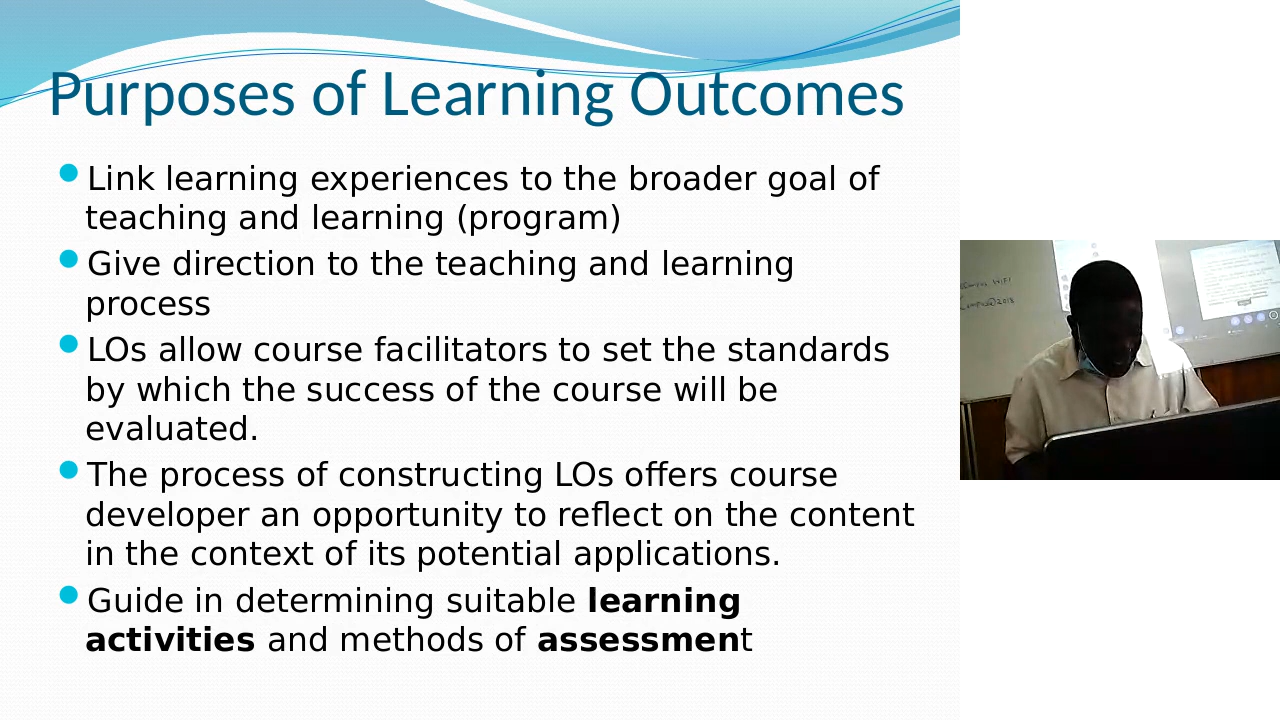 Purposes of Learning Outcomes
Link learning experiences to the broader goal of
teaching and learning (program)
Give direction to the teaching and learning
process
LOs allow course facilitators to set the standards
by which the success of the course will be
evaluated.
The process of constructing LOs offers course
developer an opportunity to reflect on the content
in the context of its potential applications.
Guide in determining suitable learning
activities and methods of assessment
WIFI